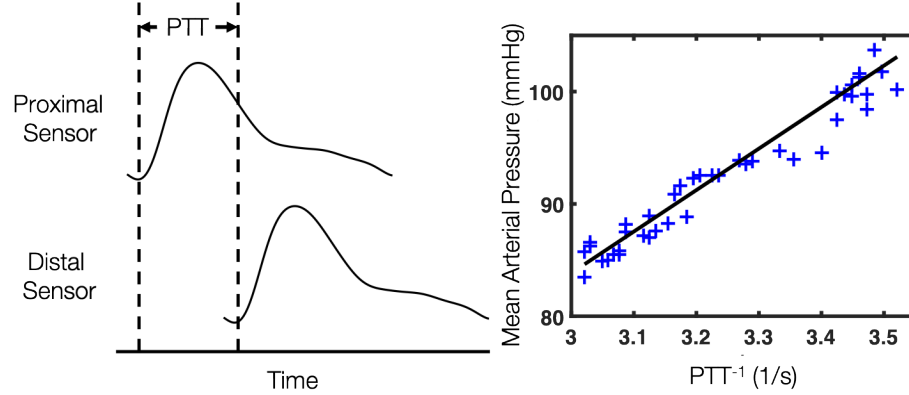 PTT
Proximal
Sensor
Distal
Sensor
Time
Mean Arterial Pressure (mmHg)
100
90
80
3 3.1 3.2 3.3 3.4 3.5
PTT-1 (1/s)